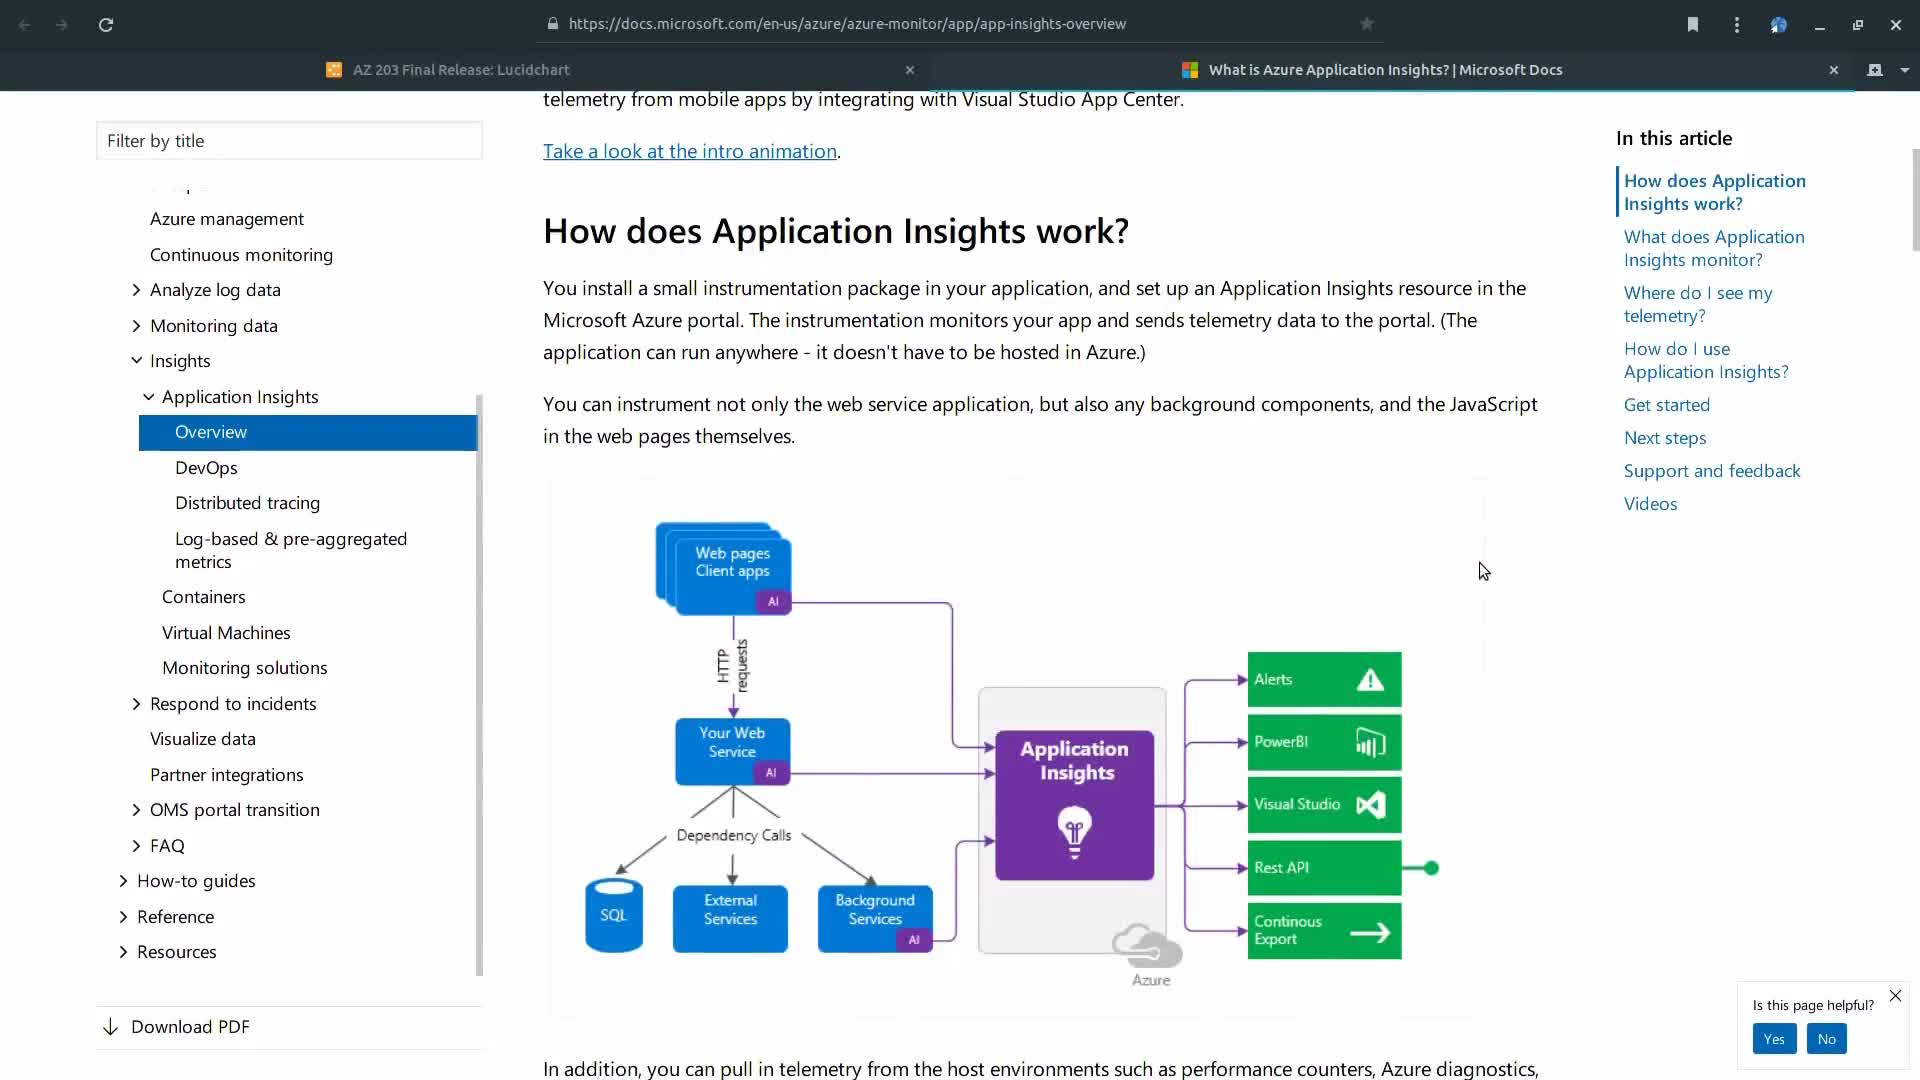 https://docs.microsoft.com/en-us/azure/azure-monitor/app/app-insights-overview
AZ 203 Final Release: Lucidchart
What is Azure Application Insights? | Microsoft Docs
Filter by title
Azure management
Continuous monitoring
Analyze log data
Monitoring data
Insights
Application Insights
Overview
DevOps
Distributed tracing
Log-based & pre-aggregated
metrics
Containers
Virtual Machines
Monitoring solutions
Respond to incidents
Visualize data
Partner integrations
OMS portal transition
FAQ
How-to guides
Reference
Resources
Download PDF
telemetry from mobile apps by integrating with Visual Studio App Center.
Take a look at the intro animation.
How does Application Insights work?
You install a small instrumentation package in your application, and set up an Application Insights resource in the
Microsoft Azure portal. The instrumentation monitors your app and sends telemetry data to the portal. (The
application can run anywhere - it doesn't have to be hosted in Azure.)
You can instrument not only the web service application, but also any background components, and the JavaScript
in the web pages themselves.
Web pages
Client apps
AI
HTTP
requests
Your Web
Service
AI
Dependency Calls
SQL
External
Services
Background
Services
AI
Application
Insights
Azure
Alerts
PowerBI
Visual Studio
Rest API
Continous
Export
In addition, you can pull in telemetry from the host environments such as performance counters, Azure diagnostics,
In this article
How does Application
Insights work?
What does Application
Insights monitor?
Where do I see my
telemetry?
How do I use
Application Insights?
Get started
Next steps
Support and feedback
Videos
Is this page helpful?
Yes
No